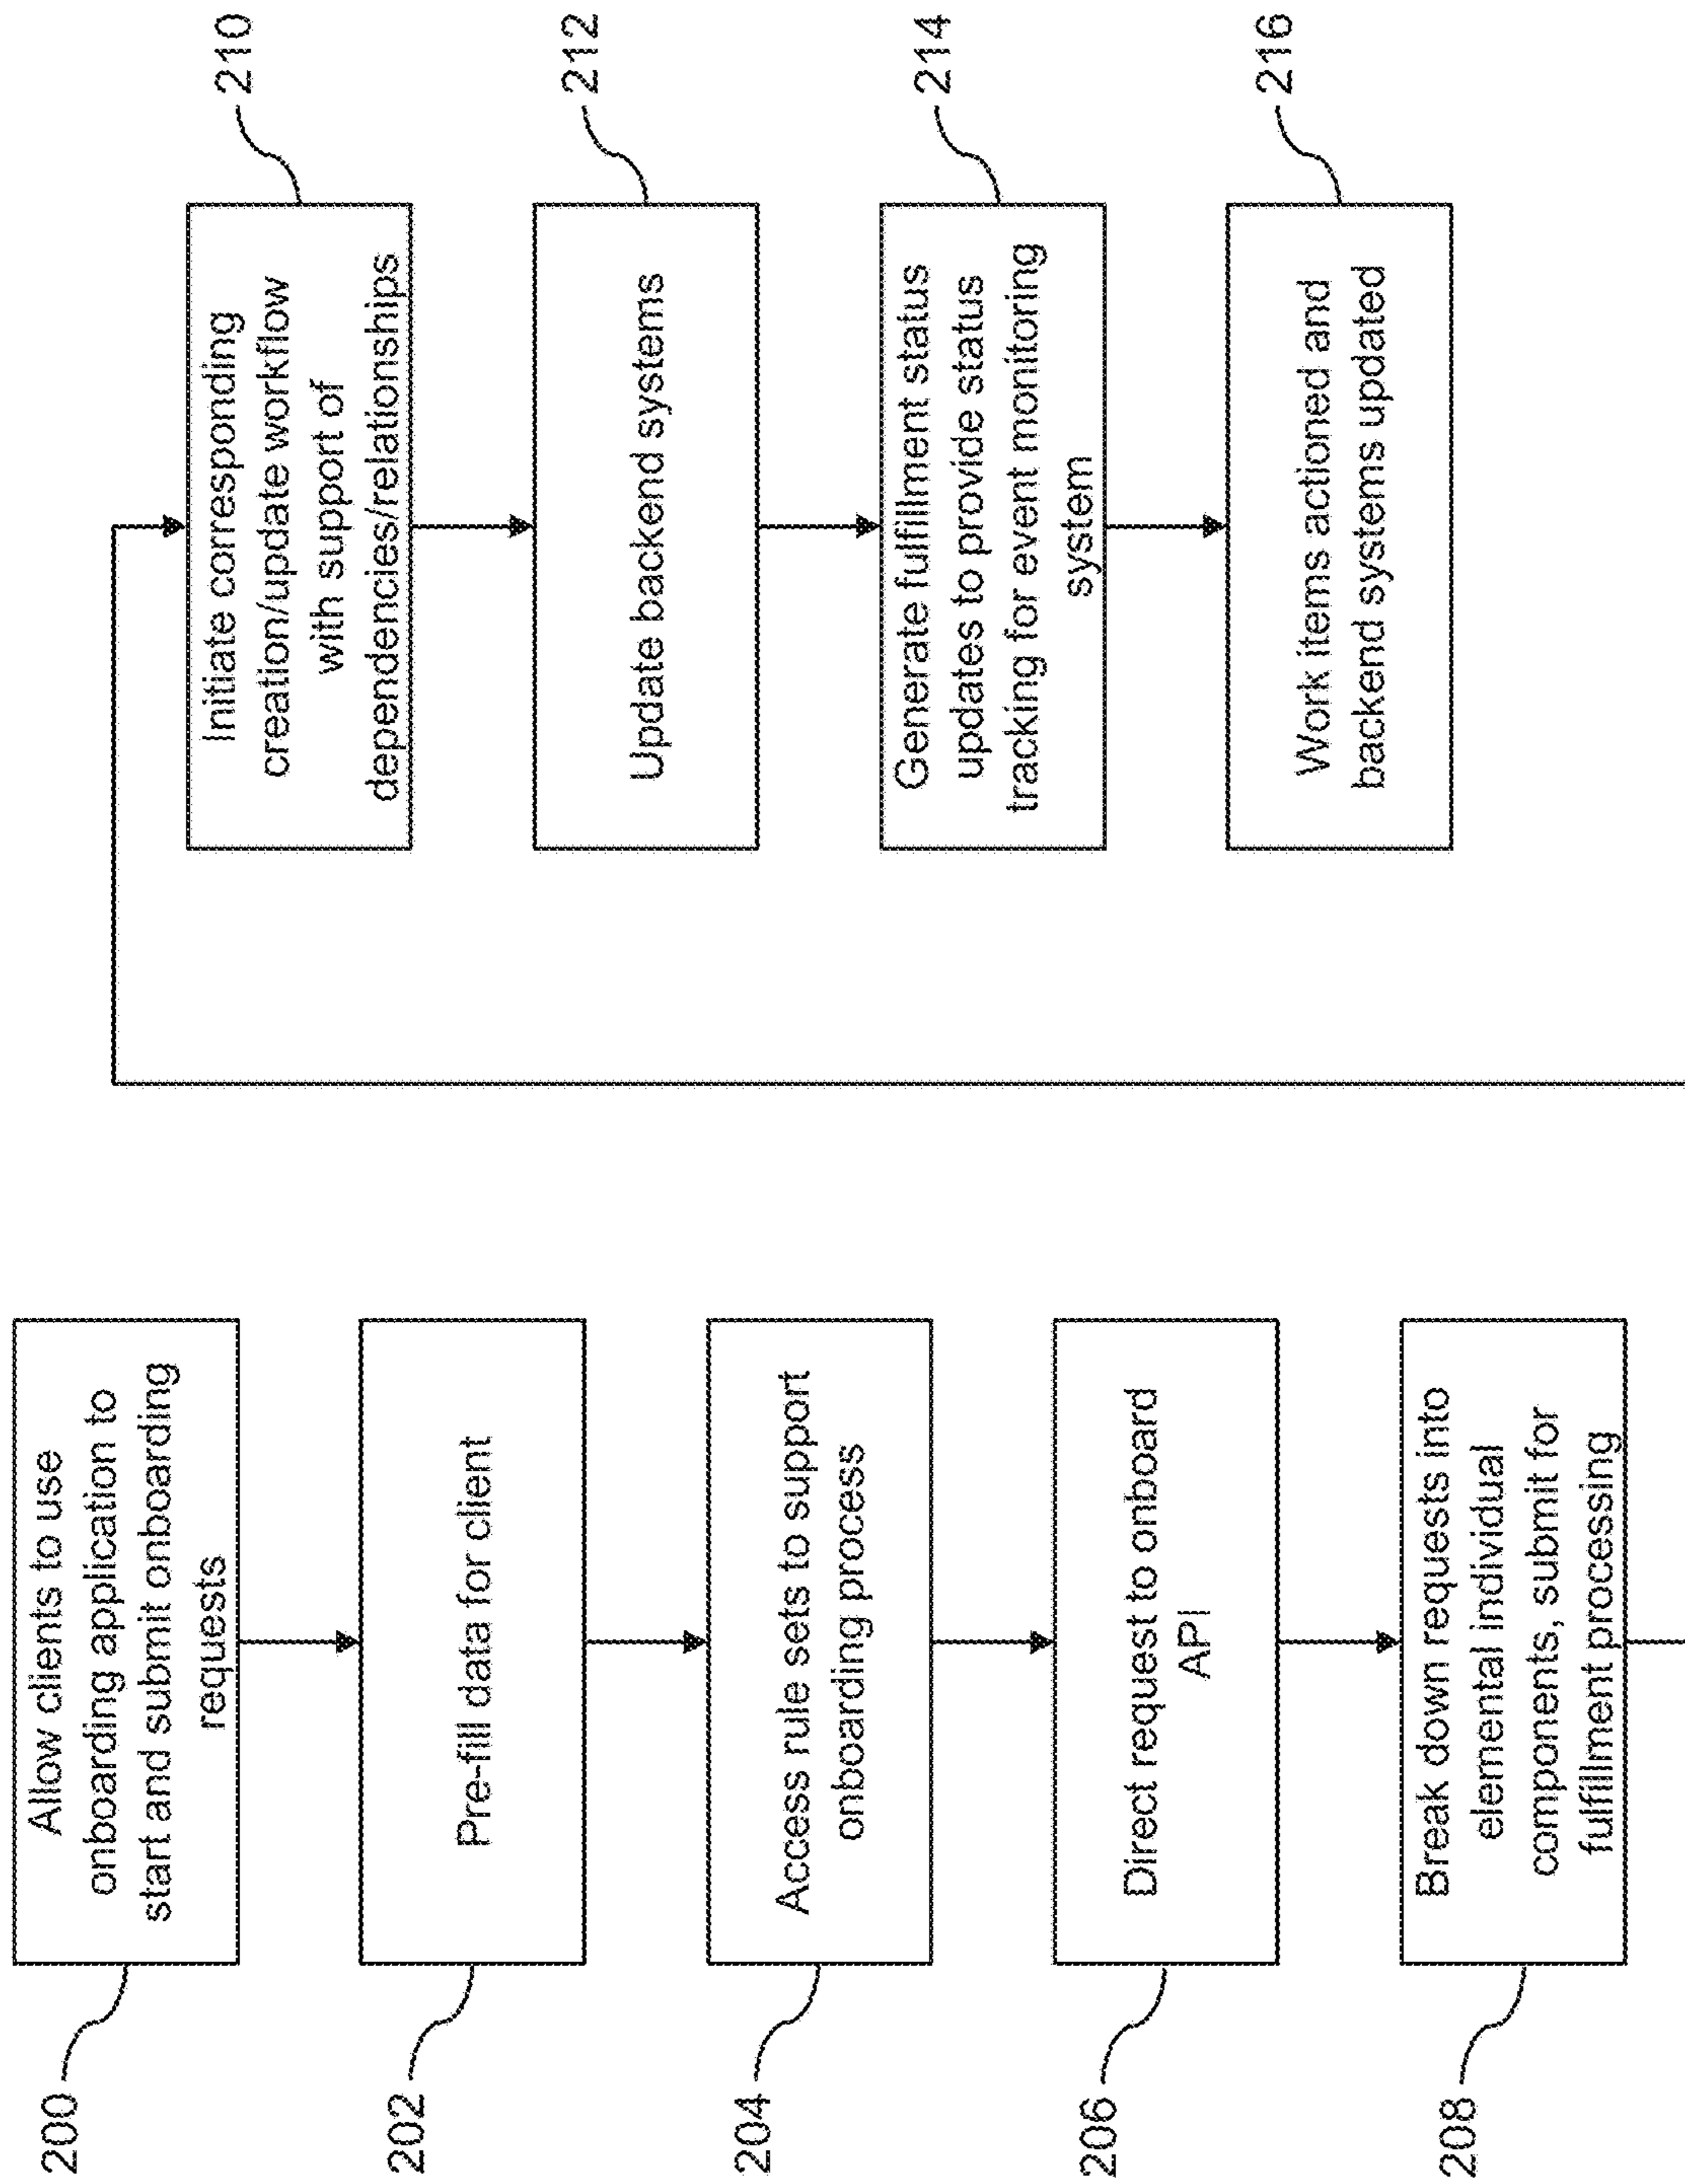 200
Allow clients to use
onboarding application to
start and submit onboarding
requests
202
Pre-fill data for client
204
Access rule sets to support
onboarding process
206
Direct request to onboard
API
208
Break down requests into
elemental individual
components, submit for
fulfillment processing
Initiate corresponding
creation/update workflow
with support of
dependencies/relationships
210
Update backend systems
212
Generate fulfillment status
updates to provide status
tracking for event monitoring
system
214
Work items actioned and
backend systems updated
216